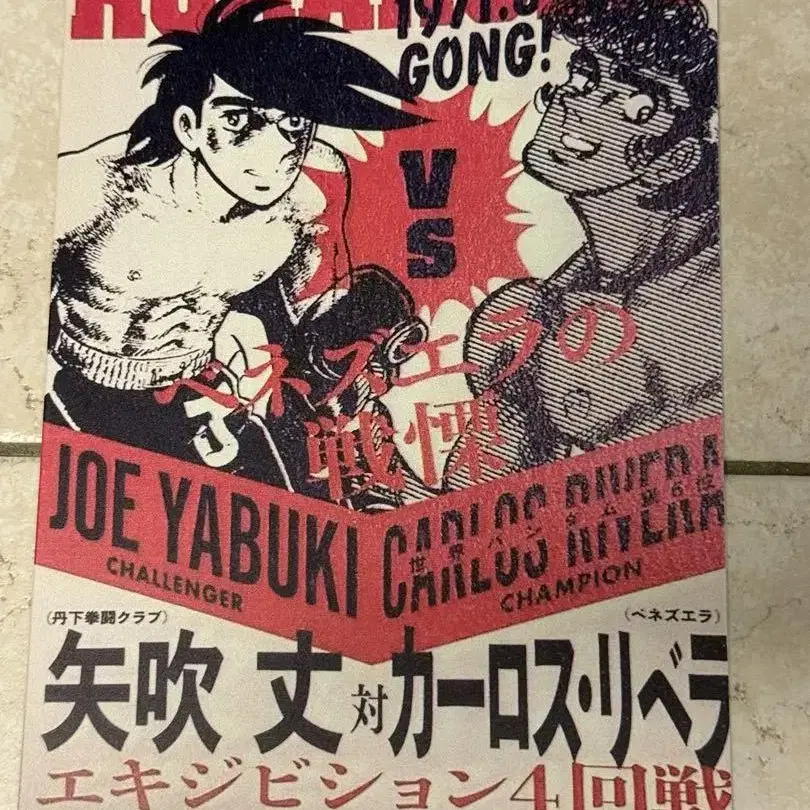 GONG!
VS
ベネズエラの
戦慄
JOE YABUKI
CHALLENGER
CARLOS RIVERA
世界バンタム第6位
CHAMPION
(丹下拳闘クラブ)
(ベネズエラ)
矢吹 丈 対 カーロス・リベラ
エキジビション4回戦